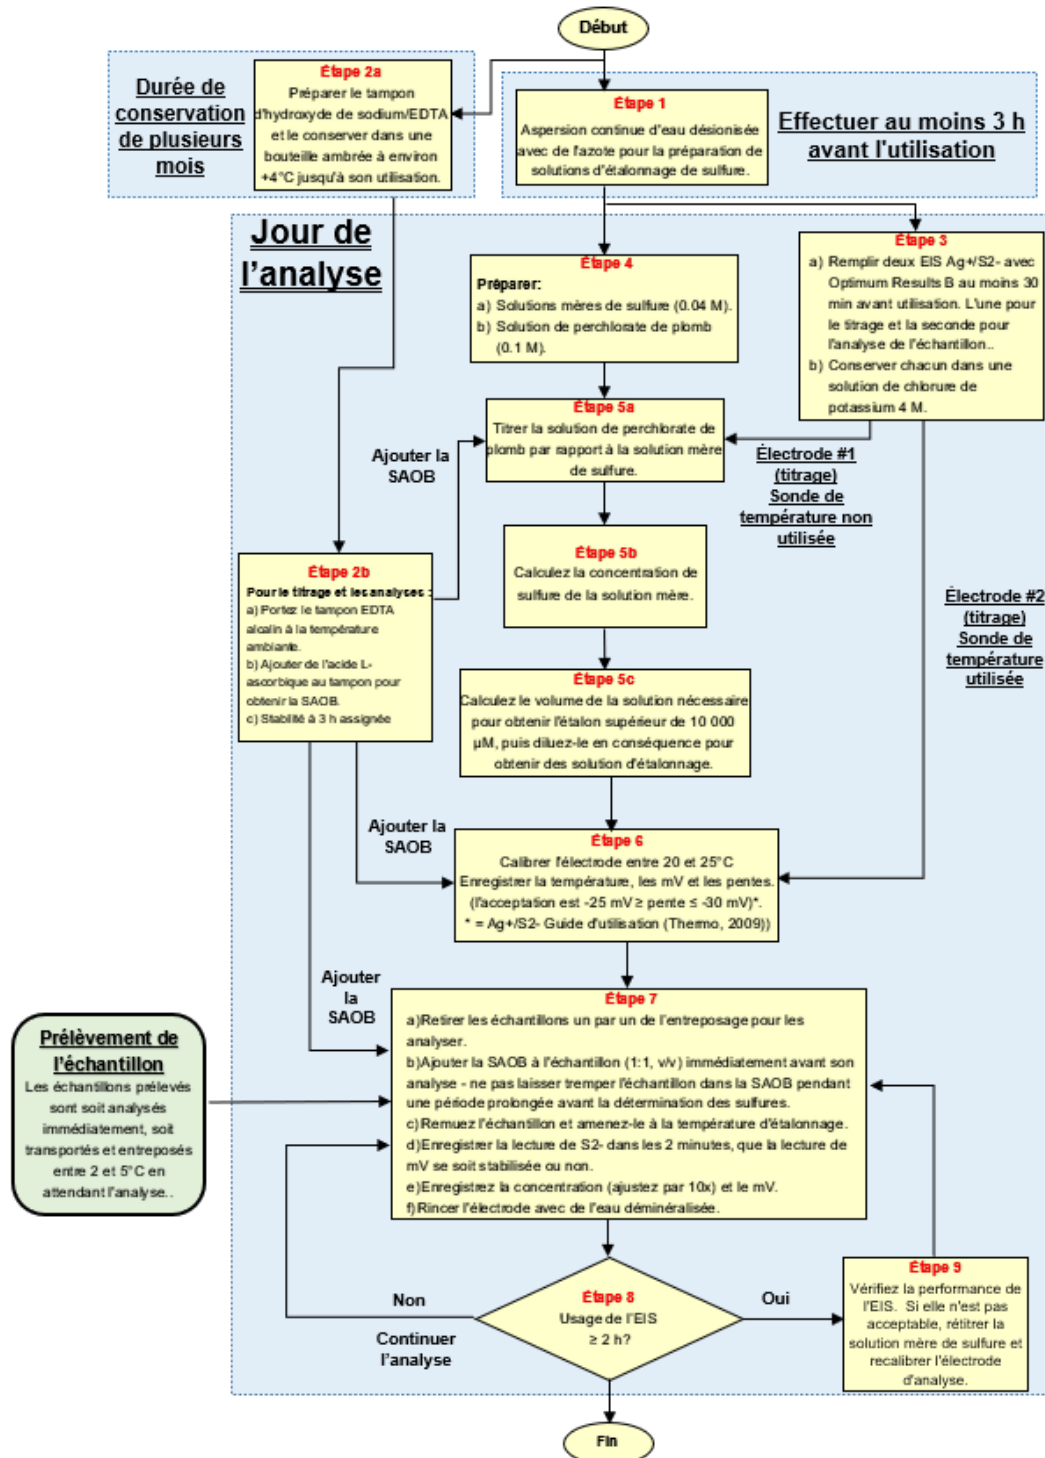 Début
Durée de
conservation
de plusieurs
mois
Étape 2a
Préparer le tampon
d'hydroxyde de sodium/EDTA
et le conserver dans une
bouteille ambrée à environ
+4°C jusqu'à son utilisation.
Étape 1
Aspersion continue d'eau désionisée
avec de l'azote pour la préparation de
solutions d'étalonnage de sulfure.
Effectuer au moins 3 h
avant l'utilisation
Jour de
l'analyse
Étape 4
Préparer:
a) Solutions mères de sulfure (0.04 M).
b) Solution de perchlorate de plomb
(0.1 M).
Étape 3
a) Remplir deux EIS Ag+/S2- avec
Optimum Results B au moins 30
min avant utilisation. L'une pour
le titrage et la seconde pour
l'analyse de l'échantillon..
b) Conserver chacun dans une
solution de chlorure de
potassium 4 M.
Étape 5a
Titrer la solution de perchlorate de
plomb par rapport à la solution mère
de sulfure.
Ajouter la
SAOB
Électrode #1
(titrage)
Sonde de
température non
utilisée
Étape 5b
Calculez la concentration de
sulfure de la solution mère.
Étape 2b
Pour le titrage et les analyses :
a) Portez le tampon EDTA
alcalin à la température
ambiante.
b) Ajouter de l'acide L-
ascorbique au tampon pour
obtenir la SAOB.
c) Stabilité à 3 h assignée
Électrode #2
(titrage)
Sonde de
température
utilisée
Étape 5c
Calculez le volume de la solution nécessaire
pour obtenir l'étalon supérieur de 10 000
µM, puis diluez-le en conséquence pour
obtenir des solution d'étalonnage.
Ajouter la
SAOB
Étape 6
Calibrer l'électrode entre 20 et 25°C
Enregistrer la température, les mV et les pentes.
(l'acceptation est -25 mV ≥ pente ≤ -30 mV)*.
* = Ag+/S2- Guide d'utilisation (Thermo, 2009))
Ajouter
la
SAOB
Étape 7
a)Retirer les échantillons un par un de l'entreposage pour les
analyser.
b)Ajouter la SAOB à l'échantillon (1:1, v/v) immédiatement avant son
analyse - ne pas laisser tremper l'échantillon dans la SAOB pendant
une période prolongée avant la détermination des sulfures.
c)Remuez l'échantillon et amenez-le à la température d'étalonnage.
d)Enregistrer la lecture de S2- dans les 2 minutes, que la lecture de
mV se soit stabilisée ou non.
e)Enregistrez la concentration (ajustez par 10x) et le mV.
f)Rincer l'électrode avec de l'eau déminéralisée.
Prélèvement de
l'échantillon
Les échantillons prélevés
sont soit analysés
immédiatement, soit
transportés et entreposés
entre 2 et 5°C en
attendant l'analyse..
Étape 8
Usage de l'EIS
≥ 2 h?
Non
Continuer
l'analyse
Oui
Étape 9
Vérifiez la performance de
l'EIS. Si elle n'est pas
acceptable, rétitrer la
solution mère de sulfure et
recalibrer l'électrode
d'analyse.
Fin